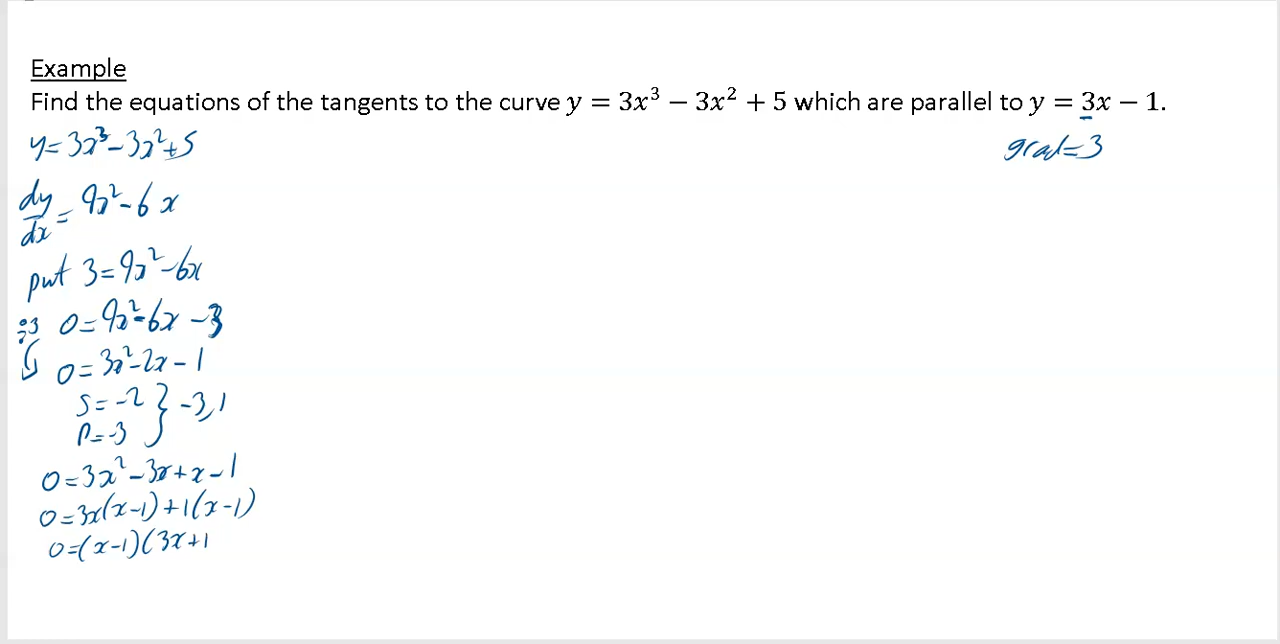 Example
Find the equations of the tangents to the curve y = 3x³ − 3x² + 5 which are parallel to y = 3x − 1.
y = 3x³ − 3x² + 5
grad = 3
dy/dx = 9x² − 6x
put 3 = 9x² − 6x
÷3 0 = 9x² − 6x − 3
0 = 3x² − 2x − 1
S = −2 } −3, 1
P = −3
0 = 3x² − 3x + x − 1
0 = 3x(x−1) + 1(x−1)
0 = (x−1)(3x+1